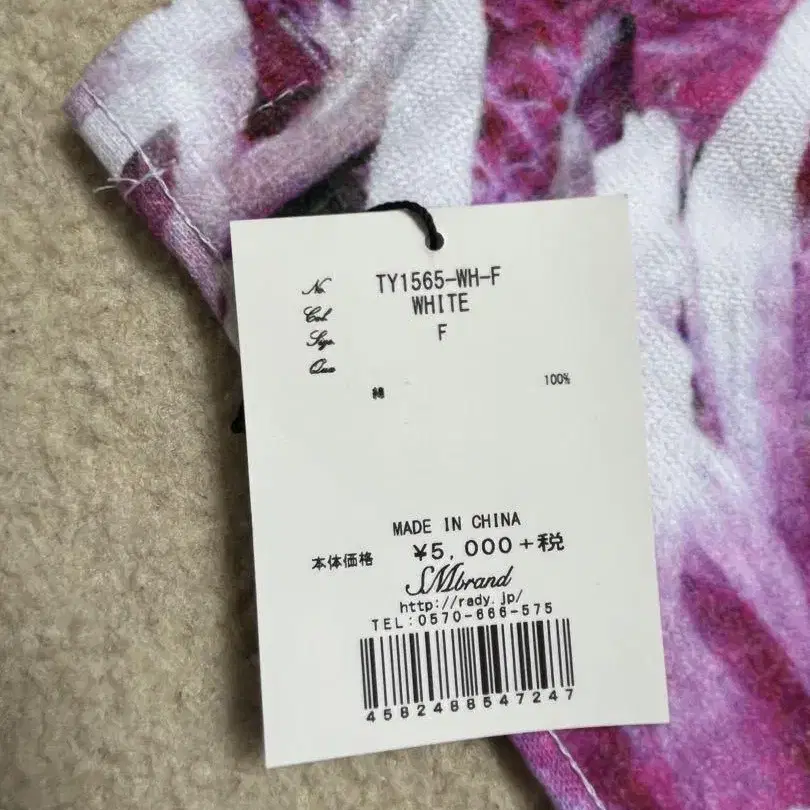 No. TY1565-WH-F
Col. WHITE
Size. F
Qua
綿 100%
MADE IN CHINA
本体価格 ¥5,000+税
SMbrand
http://rady.jp/
TEL:0570-666-575
4582488547247